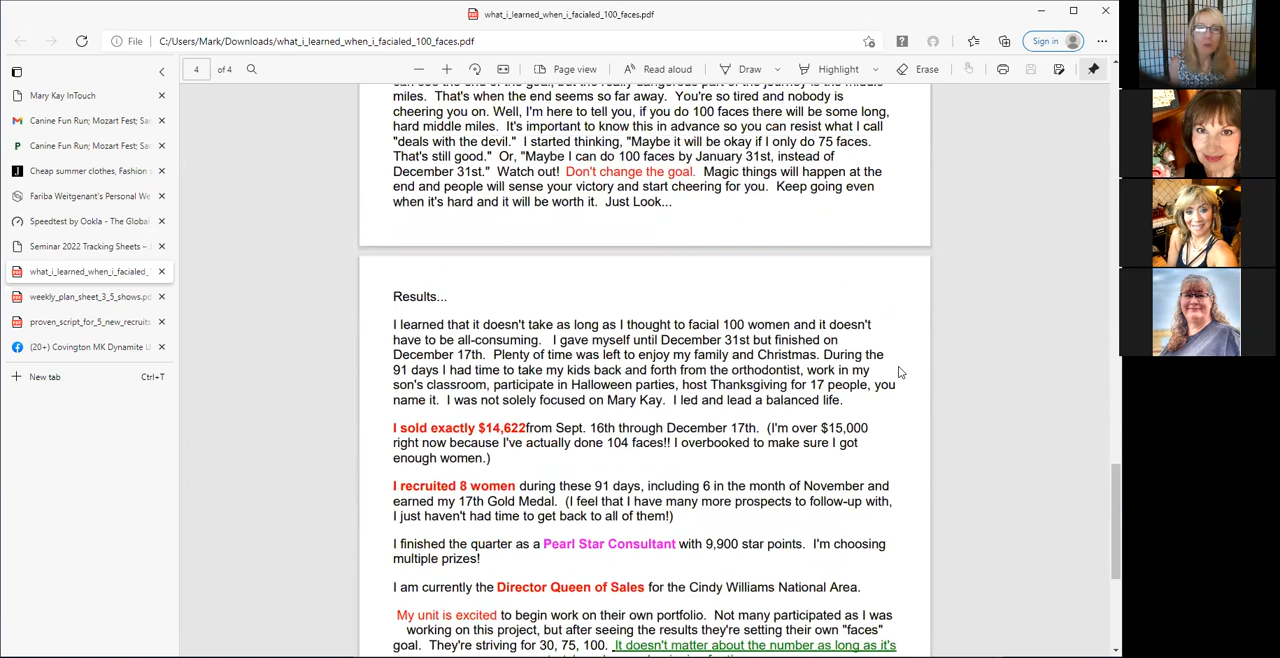 what_i_learned_when_i_facialed_100_faces.pdf
File
C:/Users/Mark/Downloads/what_i_learned_when_i_facialed_100_faces.pdf
Sign in
4 of 4
Page view
Read aloud
Draw
Highlight
Erase
Mary Kay InTouch
Canine Fun Run; Mozart Fest; Sa
Canine Fun Run; Mozart Fest; Sa
Cheap summer clothes, Fashion s
Fariba Weitgenant's Personal We
Speedtest by Ookla - The Global
Seminar 2022 Tracking Sheets –
what_i_learned_when_i_facialed_
weekly_plan_sheet_3_5_shows.pd
proven_script_for_5_new_recruits
(20+) Covington MK Dynamite U
New tab
Ctrl+T
miles. That's when the end seems so far away. You're so tired and nobody is
cheering you on. Well, I'm here to tell you, if you do 100 faces there will be some long,
hard middle miles. It's important to know this in advance so you can resist what I call
"deals with the devil." I started thinking, "Maybe it will be okay if I only do 75 faces.
That's still good." Or, "Maybe I can do 100 faces by January 31st, instead of
December 31st." Watch out! Don't change the goal. Magic things will happen at the
end and people will sense your victory and start cheering for you. Keep going even
when it's hard and it will be worth it. Just Look...
Results...
I learned that it doesn't take as long as I thought to facial 100 women and it doesn't
have to be all-consuming. I gave myself until December 31st but finished on
December 17th. Plenty of time was left to enjoy my family and Christmas. During the
91 days I had time to take my kids back and forth from the orthodontist, work in my
son's classroom, participate in Halloween parties, host Thanksgiving for 17 people, you
name it. I was not solely focused on Mary Kay. I led and lead a balanced life.
I sold exactly $14,622from Sept. 16th through December 17th. (I'm over $15,000
right now because I've actually done 104 faces!! I overbooked to make sure I got
enough women.)
I recruited 8 women during these 91 days, including 6 in the month of November and
earned my 17th Gold Medal. (I feel that I have many more prospects to follow-up with,
I just haven't had time to get back to all of them!)
I finished the quarter as a Pearl Star Consultant with 9,900 star points. I'm choosing
multiple prizes!
I am currently the Director Queen of Sales for the Cindy Williams National Area.
My unit is excited to begin work on their own portfolio. Not many participated as I was
working on this project, but after seeing the results they're setting their own "faces"
goal. They're striving for 30, 75, 100. It doesn't matter about the number as long as it's